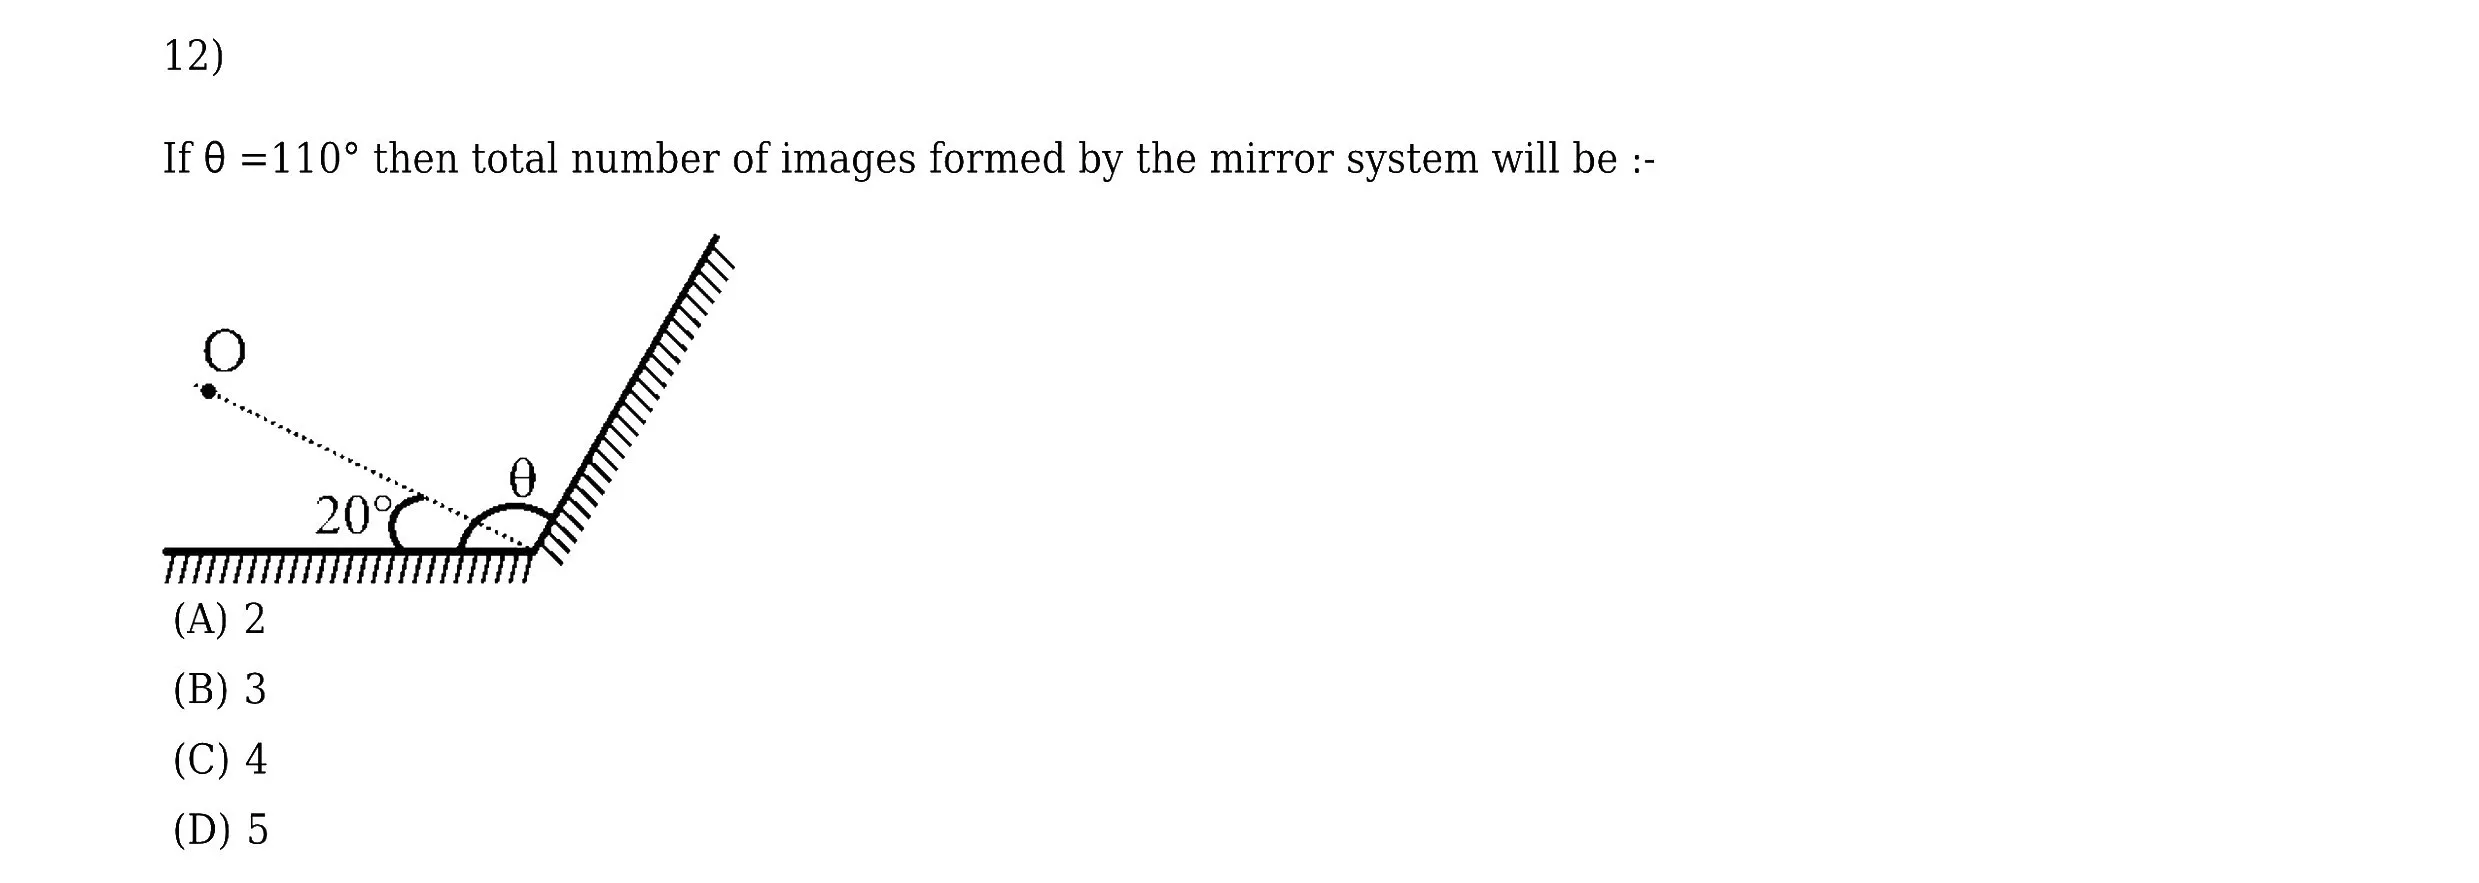 12)
If θ =110° then total number of images formed by the mirror system will be :-
O
θ
20°
(A) 2
(B) 3
(C) 4
(D) 5